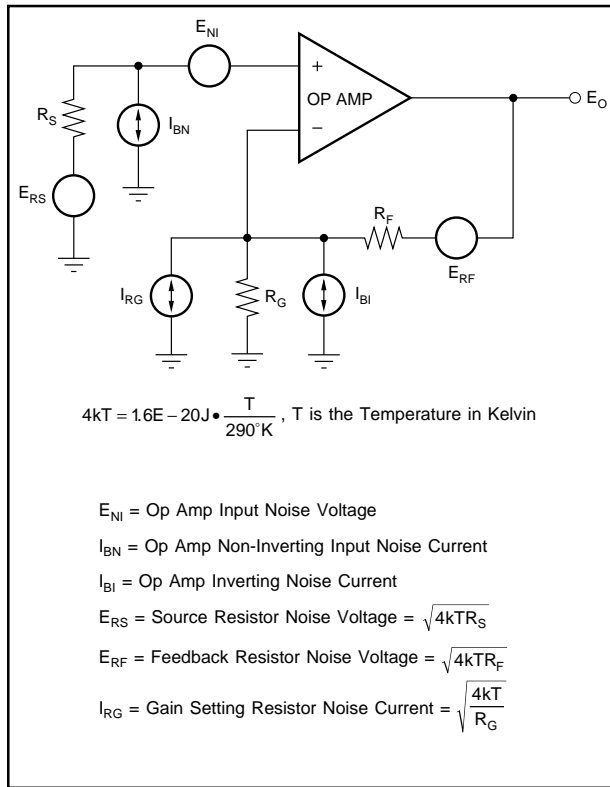 E_NI
+
OP AMP
−
E_O
R_S
I_BN
E_RS
R_F
E_RF
I_RG
R_G
I_BI
4kT = 1.6E − 20J • T/290°K , T is the Temperature in Kelvin
E_NI = Op Amp Input Noise Voltage
I_BN = Op Amp Non-Inverting Input Noise Current
I_BI = Op Amp Inverting Noise Current
E_RS = Source Resistor Noise Voltage = √4kTR_S
E_RF = Feedback Resistor Noise Voltage = √4kTR_F
I_RG = Gain Setting Resistor Noise Current = √(4kT/R_G)